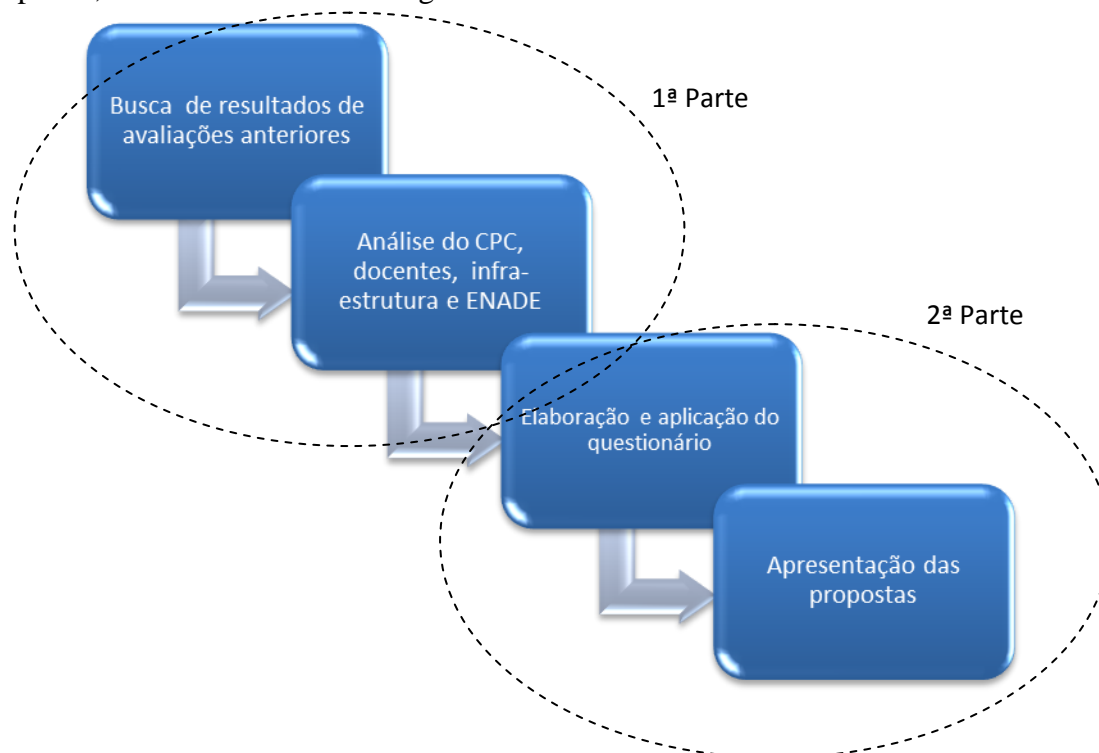 Busca de resultados de
avaliações anteriores
1ª Parte
Análise do CPC,
docentes, infra-
estrutura e ENADE
2ª Parte
Elaboração e aplicação do
questionário
Apresentação das
propostas